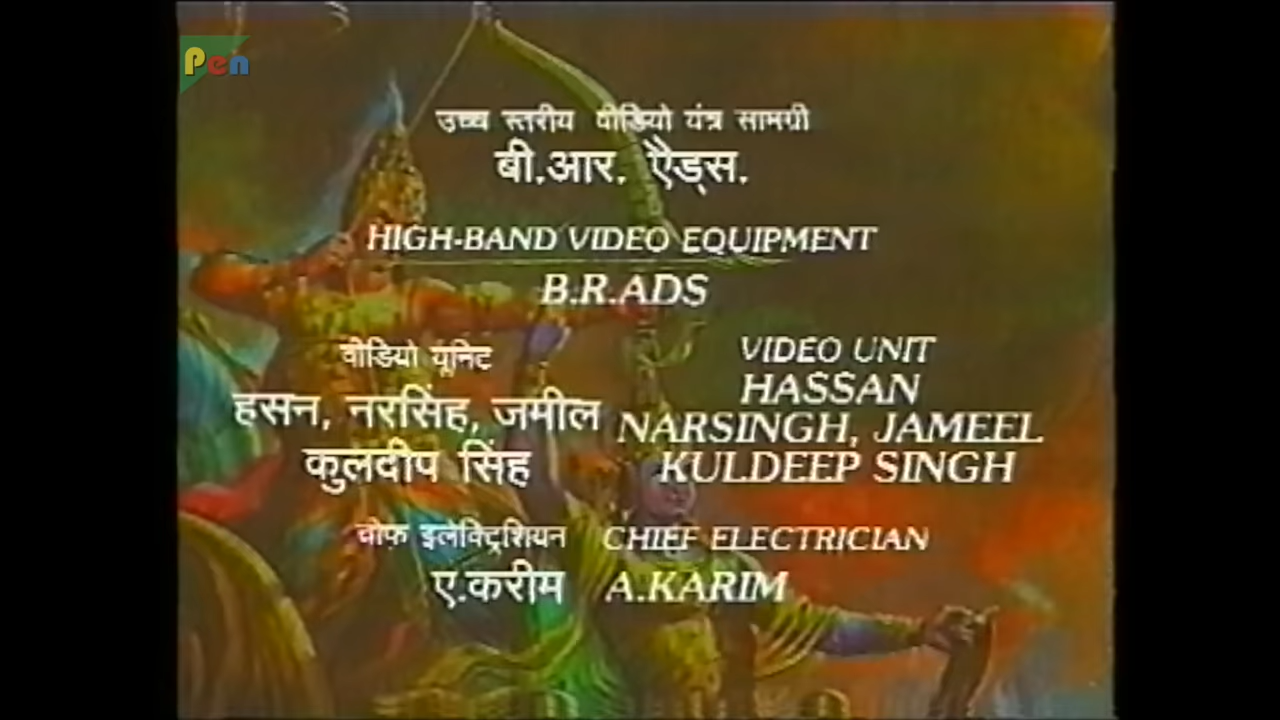 Pen
उच्च स्तरीय वीडियो यंत्र सामग्री
बी.आर. ऐड्स.
HIGH-BAND VIDEO EQUIPMENT
B.R.ADS
वीडियो यूनिट
हसन, नरसिंह, जमील
कुलदीप सिंह
VIDEO UNIT
HASSAN
NARSINGH, JAMEEL
KULDEEP SINGH
चीफ़ इलेक्ट्रिशियन
ए.करीम
CHIEF ELECTRICIAN
A.KARIM